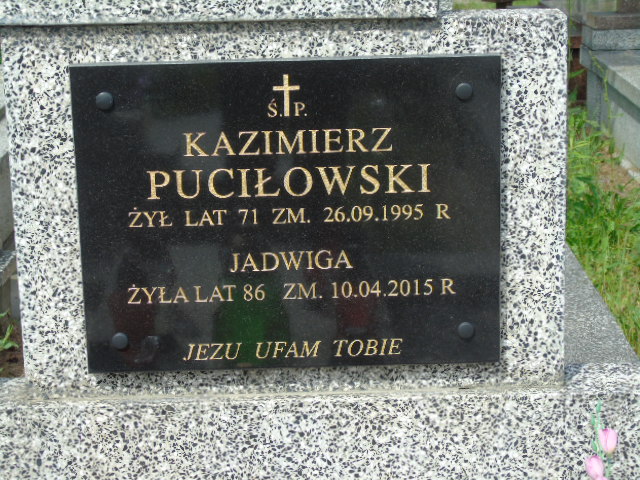 Ś. P.
KAZIMIERZ
PUCIŁOWSKI
ŻYŁ LAT 71 ZM. 26.09.1995 R
JADWIGA
ŻYŁA LAT 86 ZM. 10.04.2015 R
JEZU UFAM TOBIE